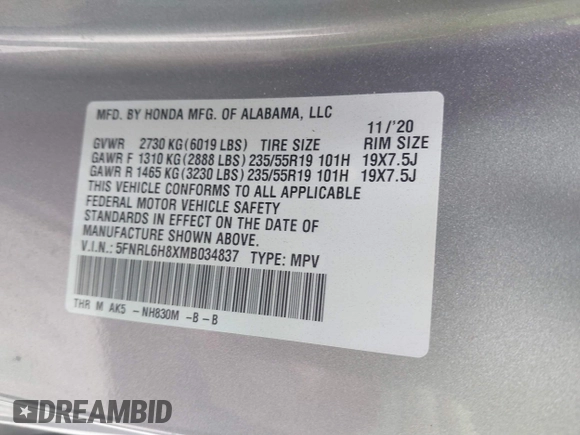 MFD. BY HONDA MFG. OF ALABAMA, LLC 11/'20
GVWR 2730 KG (6019 LBS) TIRE SIZE RIM SIZE
GAWR F 1310 KG (2888 LBS) 235/55R19 101H 19X7.5J
GAWR R 1465 KG (3230 LBS) 235/55R19 101H 19X7.5J
THIS VEHICLE CONFORMS TO ALL APPLICABLE
FEDERAL MOTOR VEHICLE SAFETY
STANDARDS IN EFFECT ON THE DATE OF
MANUFACTURE SHOWN ABOVE.
V.I.N.: 5FNRL6H8XMB034837 TYPE: MPV
THR M AK5 -NH830M -B-B
DREAMBID